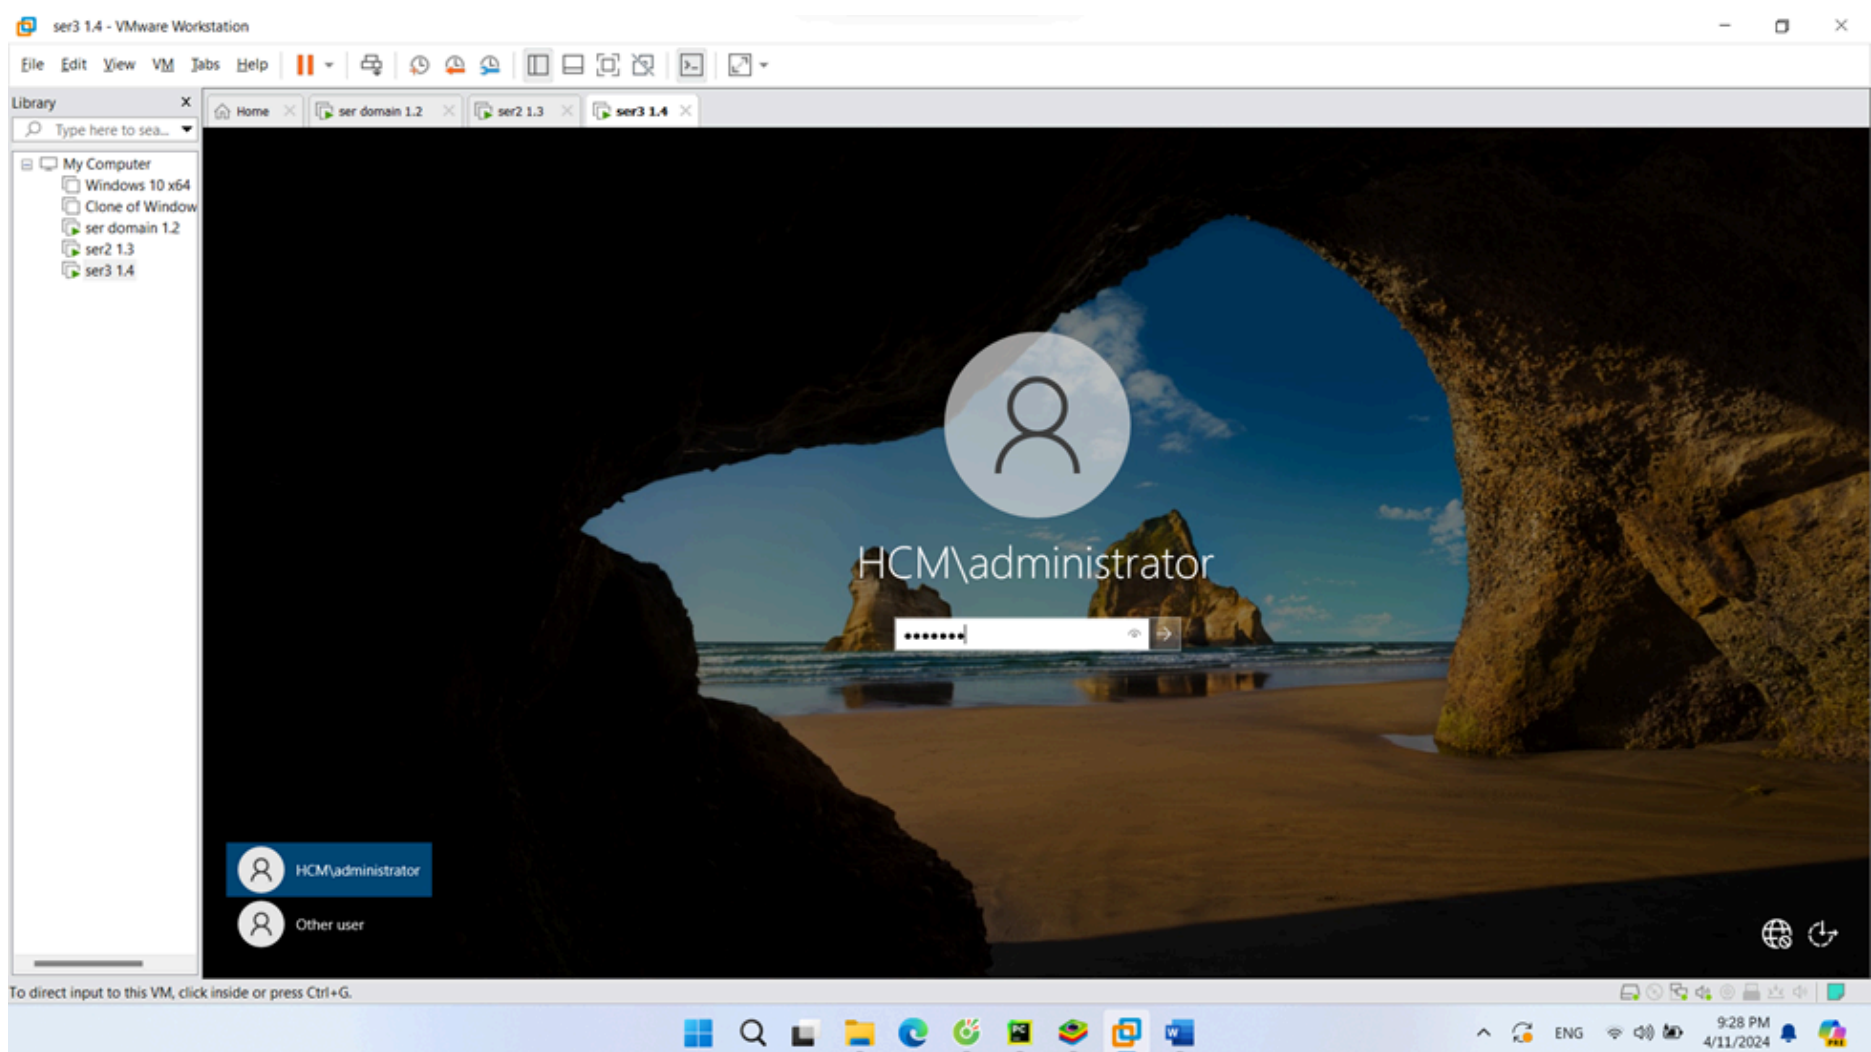 ser3 1.4 - VMware Workstation
File Edit View VM Tabs Help
Library
Home
ser domain 1.2
ser2 1.3
ser3 1.4
Type here to sea...
My Computer
Windows 10 x64
Clone of Window
ser domain 1.2
ser2 1.3
ser3 1.4
HCM\administrator
HCM\administrator
Other user
To direct input to this VM, click inside or press Ctrl+G.
ENG
9:28 PM
4/11/2024